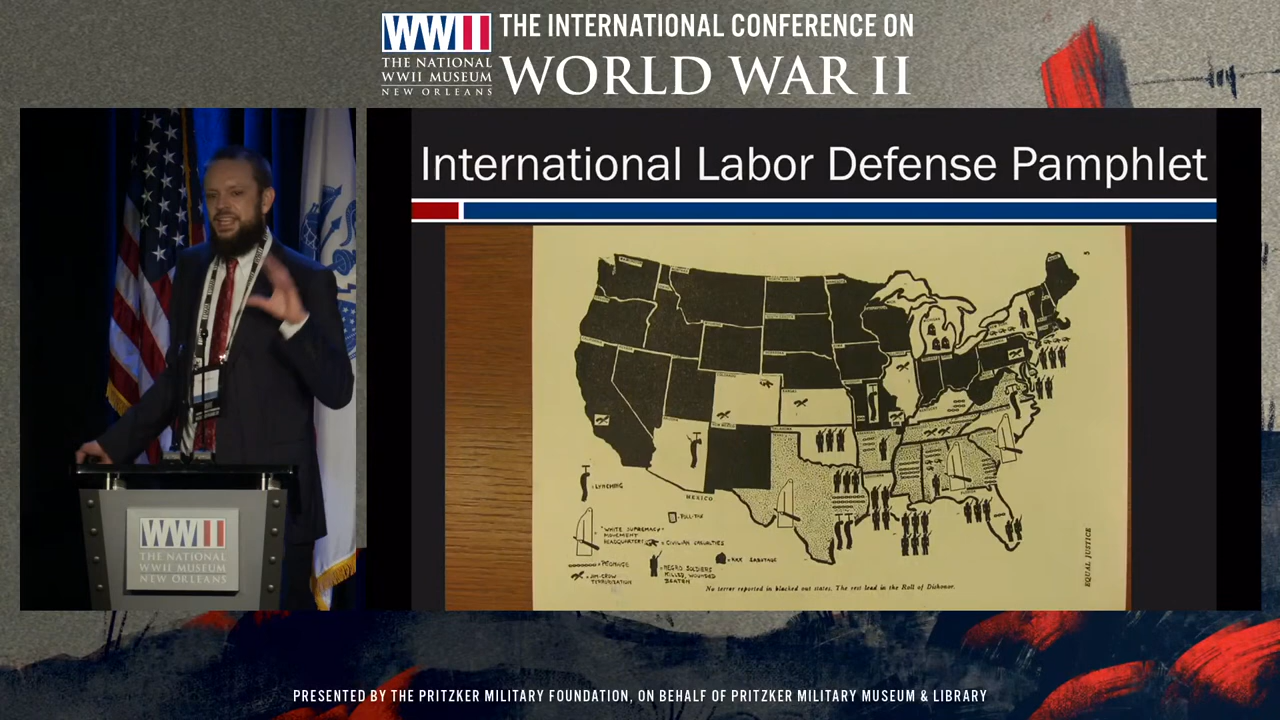 WWII
THE NATIONAL
WWII MUSEUM
NEW ORLEANS
THE INTERNATIONAL CONFERENCE ON
WORLD WAR II
International Labor Defense Pamphlet
WWII
THE NATIONAL
WWII MUSEUM
NEW ORLEANS
5
MEXICO
= LYNCHING
"WHITE SUPREMACY"
MOVEMENT
HEADQUARTERS
= POLL-TAX
= CIVILIAN CASUALTIES
= PEONAGE
= JIM-CROW
TERRORIZATION
= NEGRO SOLDIERS
KILLED, WOUNDED
BEATEN
= KKK SABOTAGE
No terror reported in blacked out states. The rest lead in the Roll of Dishonor.
EQUAL JUSTICE
PRESENTED BY THE PRITZKER MILITARY FOUNDATION, ON BEHALF OF PRITZKER MILITARY MUSEUM & LIBRARY